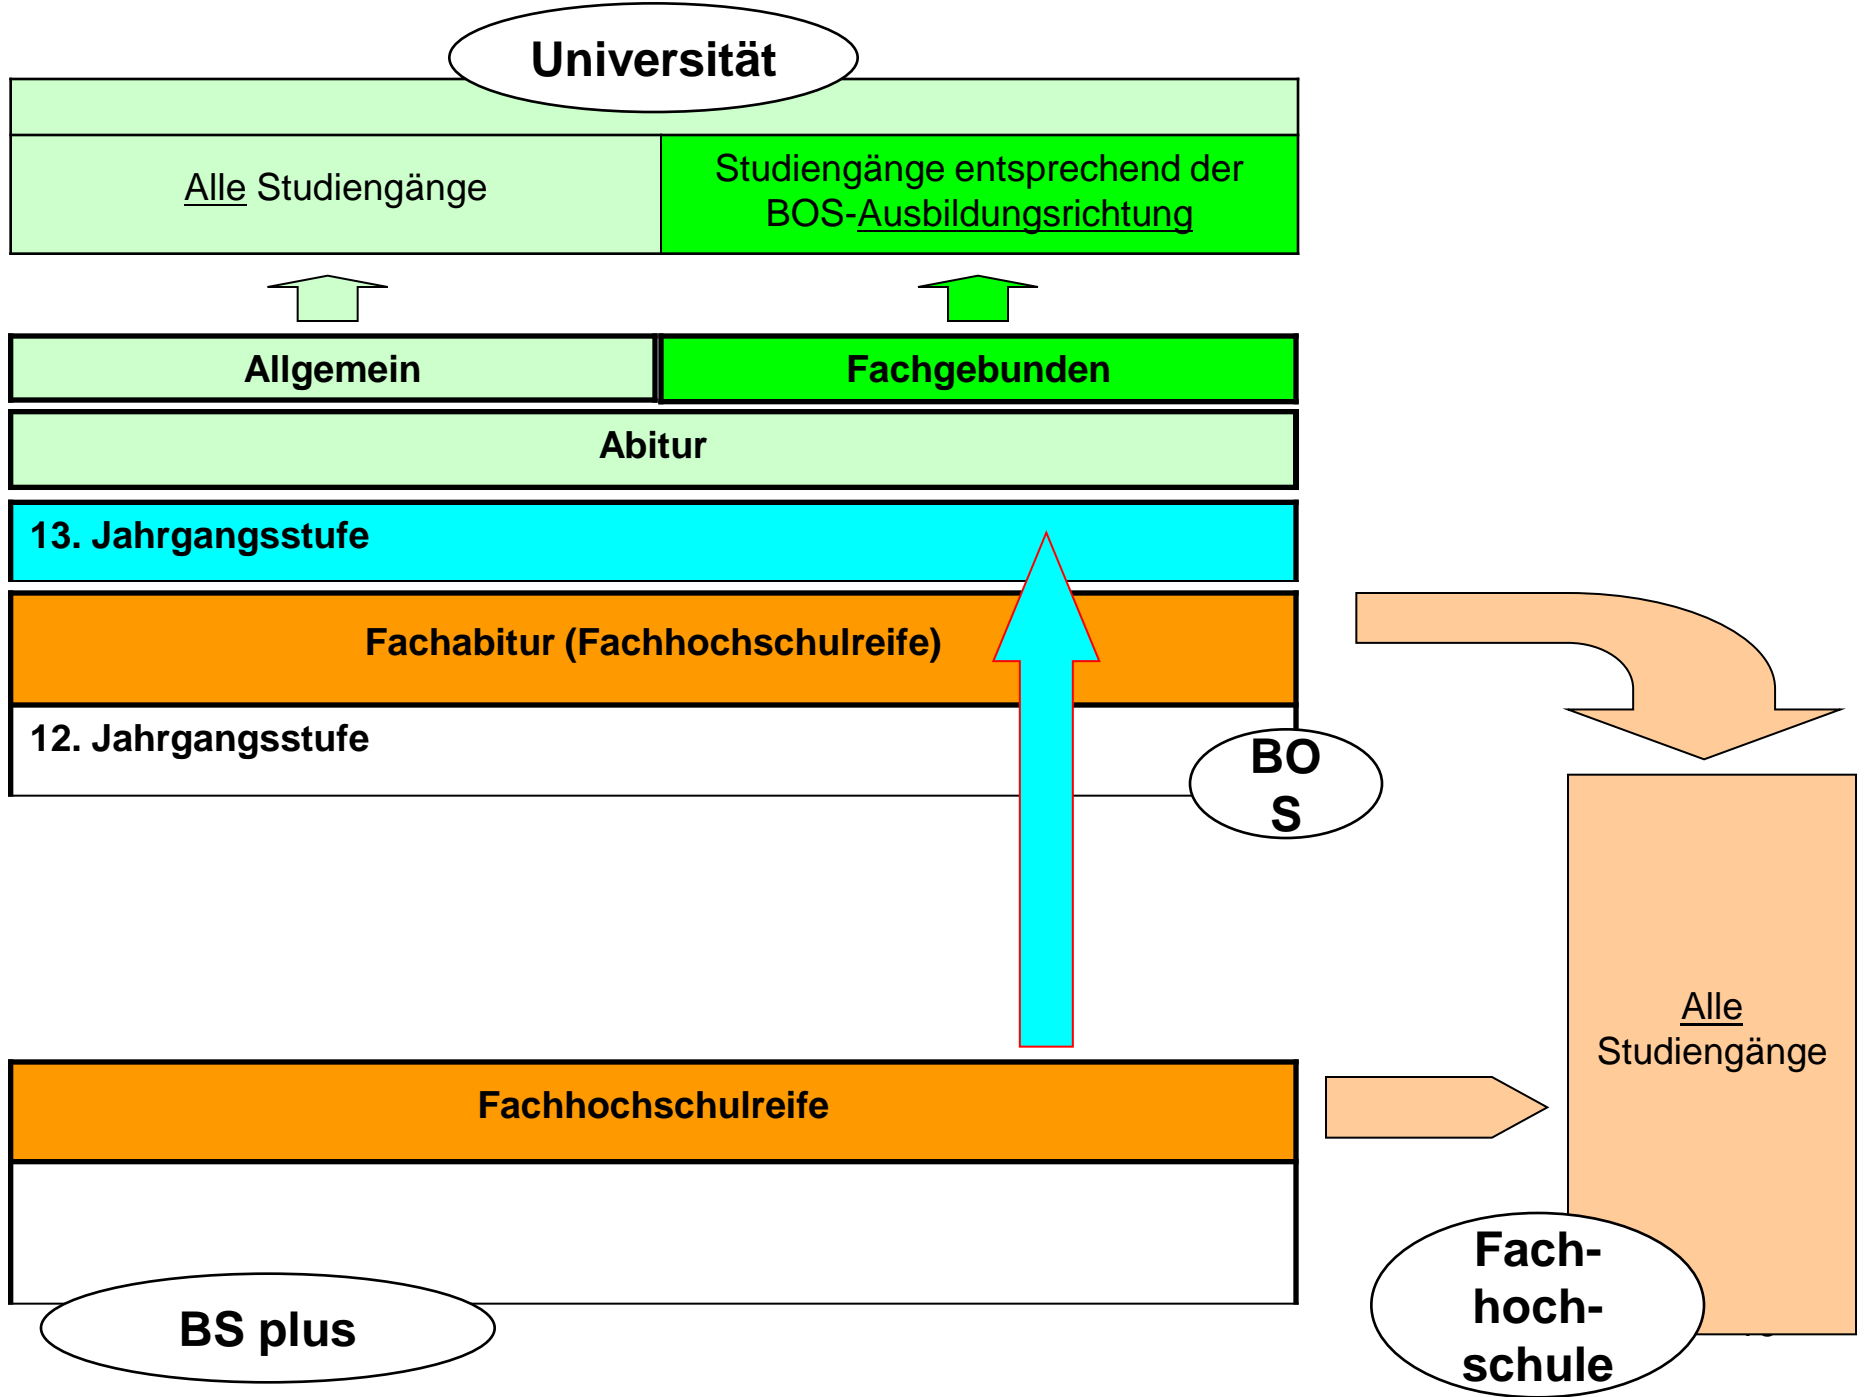 Universität
Alle Studiengänge
Studiengänge entsprechend der
BOS-Ausbildungsrichtung
Allgemein
Fachgebunden
Abitur
13. Jahrgangsstufe
Fachabitur (Fachhochschulreife)
12. Jahrgangsstufe
BO
S
Alle
Studiengänge
Fachhochschulreife
Fach-
hoch-
schule
BS plus